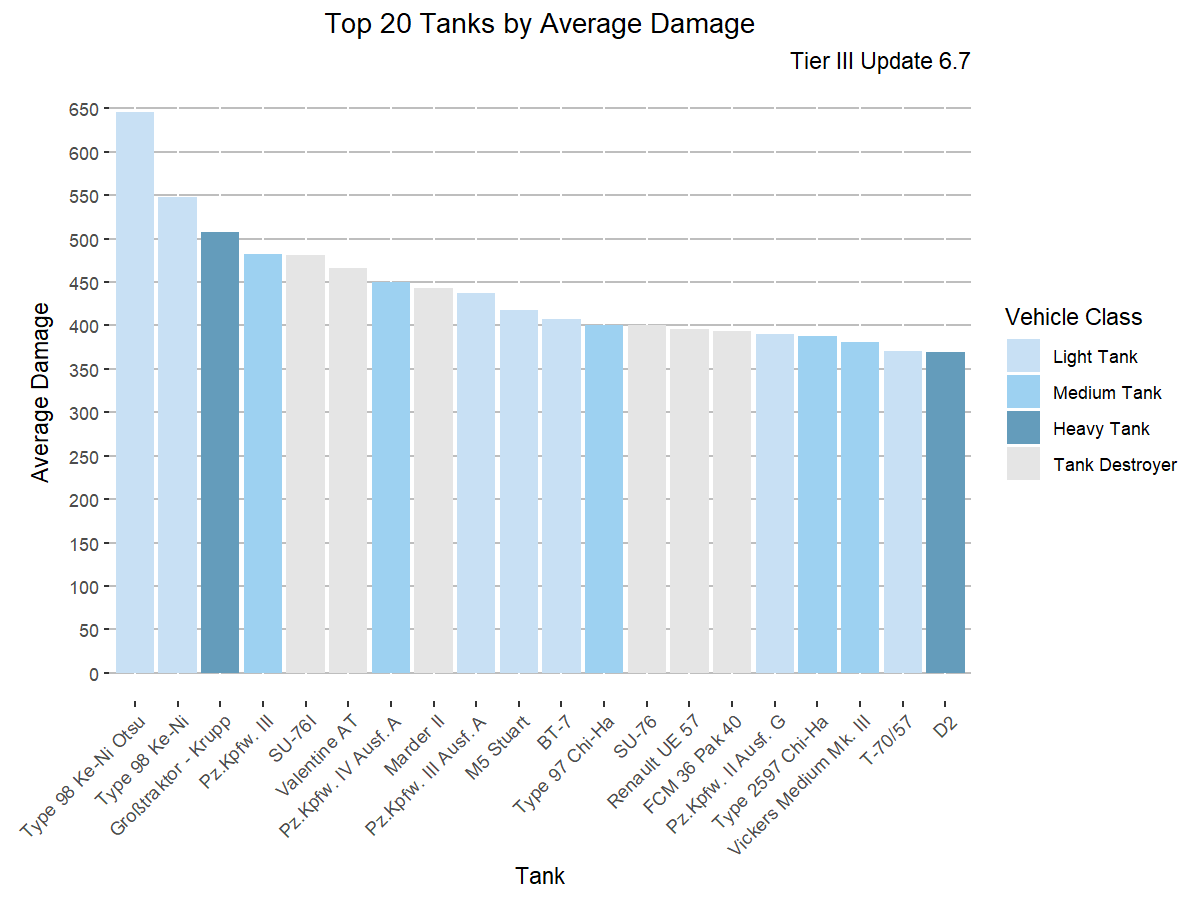 Top 20 Tanks by Average Damage
Tier III Update 6.7
Average Damage
650
600
550
500
450
400
350
300
250
200
150
100
50
0
Type 98 Ke-Ni Otsu
Type 98 Ke-Ni
Großtraktor - Krupp
Pz.Kpfw. III
SU-76I
Valentine AT
Pz.Kpfw. IV Ausf. A
Marder II
Pz.Kpfw. III Ausf. A
M5 Stuart
BT-7
Type 97 Chi-Ha
SU-76
Renault UE 57
FCM 36 Pak 40
Pz.Kpfw. II Ausf. G
Type 2597 Chi-Ha
Vickers Medium Mk. III
T-70/57
D2
Tank
Vehicle Class
Light Tank
Medium Tank
Heavy Tank
Tank Destroyer